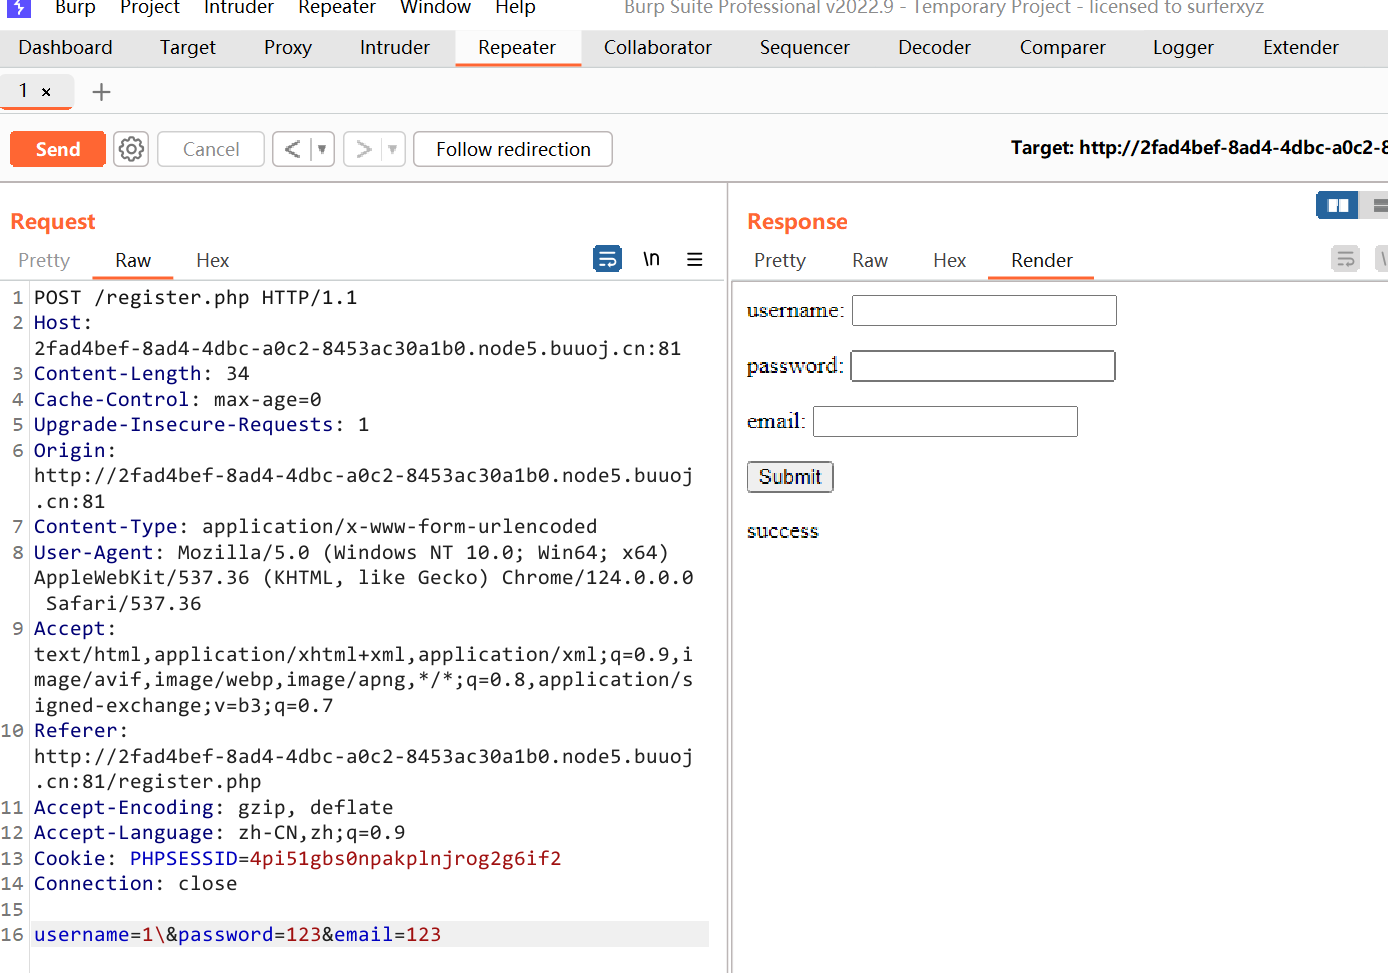 Burp Project Intruder Repeater Window Help Burp Suite Professional v2022.9 - Temporary Project - licensed to surferxyz
Dashboard Target Proxy Intruder Repeater Collaborator Sequencer Decoder Comparer Logger Extender
1 × +
Send Cancel < ▼ > ▼ Follow redirection Target: http://2fad4bef-8ad4-4dbc-a0c2-8
Request
Pretty Raw Hex \n
1 POST /register.php HTTP/1.1
2 Host:
2fad4bef-8ad4-4dbc-a0c2-8453ac30a1b0.node5.buuoj.cn:81
3 Content-Length: 34
4 Cache-Control: max-age=0
5 Upgrade-Insecure-Requests: 1
6 Origin:
http://2fad4bef-8ad4-4dbc-a0c2-8453ac30a1b0.node5.buuoj
.cn:81
7 Content-Type: application/x-www-form-urlencoded
8 User-Agent: Mozilla/5.0 (Windows NT 10.0; Win64; x64)
AppleWebKit/537.36 (KHTML, like Gecko) Chrome/124.0.0.0
Safari/537.36
9 Accept:
text/html,application/xhtml+xml,application/xml;q=0.9,i
mage/avif,image/webp,image/apng,*/*;q=0.8,application/s
igned-exchange;v=b3;q=0.7
10 Referer:
http://2fad4bef-8ad4-4dbc-a0c2-8453ac30a1b0.node5.buuoj
.cn:81/register.php
11 Accept-Encoding: gzip, deflate
12 Accept-Language: zh-CN,zh;q=0.9
13 Cookie: PHPSESSID=4pi51gbs0npakplnjrog2g6if2
14 Connection: close
15
16 username=1\&password=123&email=123
Response
Pretty Raw Hex Render \
username:
password:
email:
Submit
success